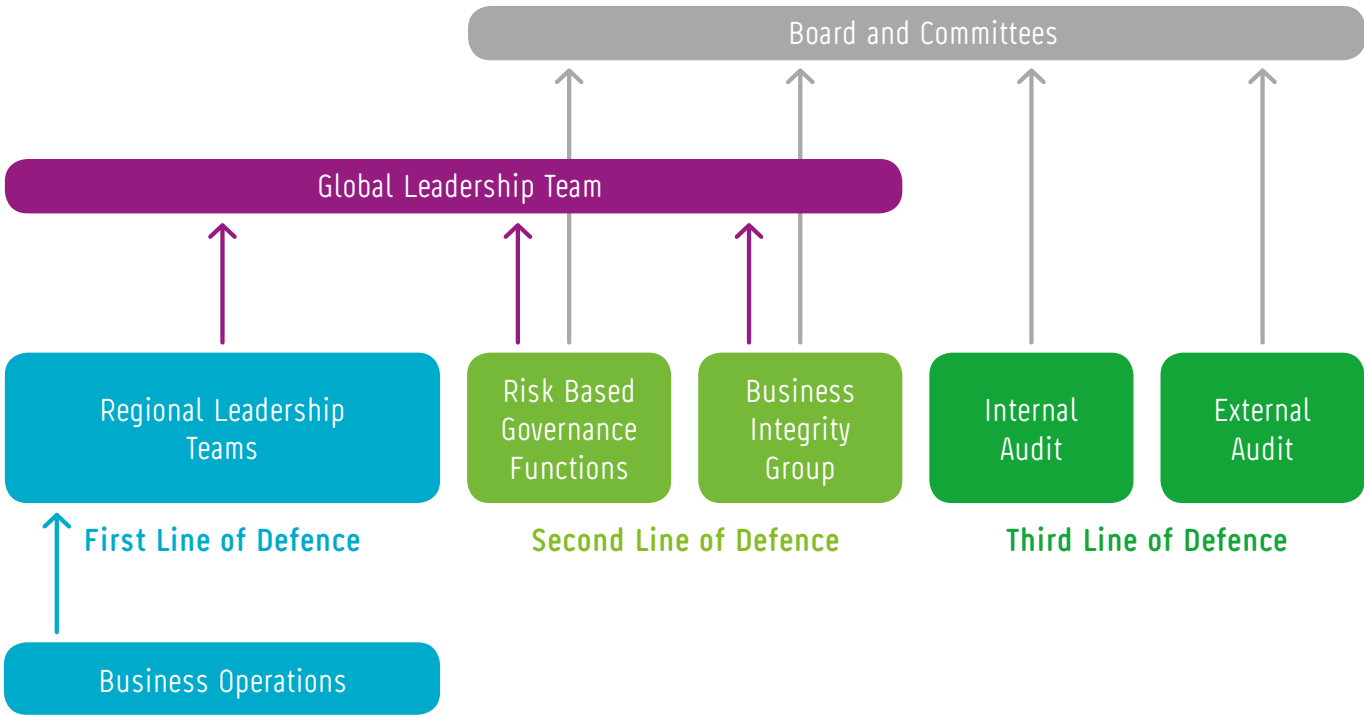 Board and Committees
Global Leadership Team
Regional Leadership
Teams
Risk Based
Governance
Functions
Business
Integrity
Group
Internal
Audit
External
Audit
First Line of Defence
Second Line of Defence
Third Line of Defence
Business Operations